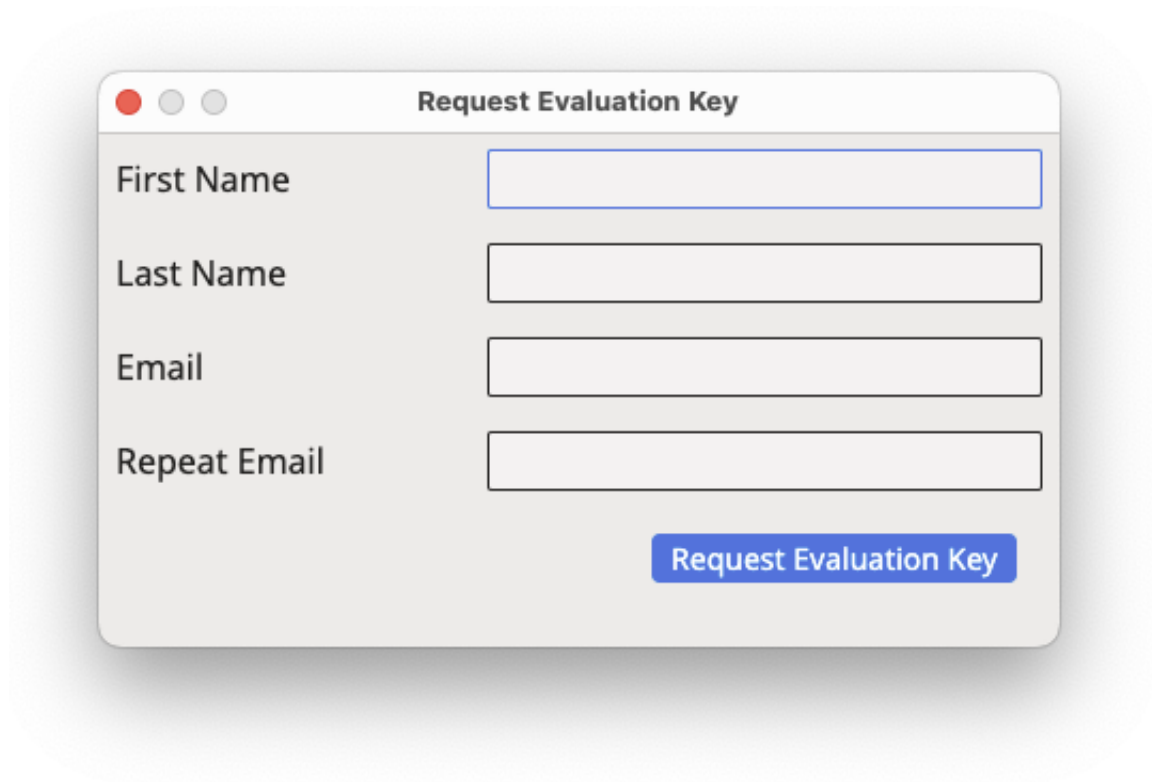 Request Evaluation Key
First Name
Last Name
Email
Repeat Email
Request Evaluation Key